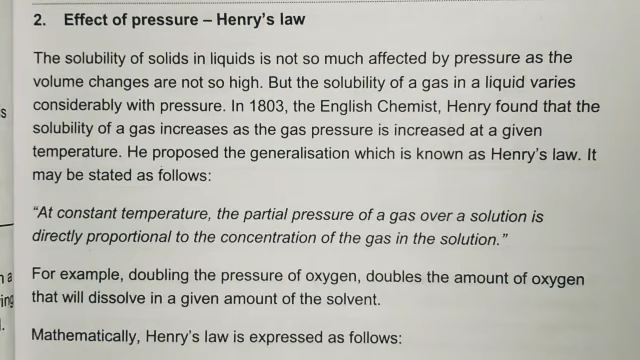 2. Effect of pressure – Henry's law
The solubility of solids in liquids is not so much affected by pressure as the
volume changes are not so high. But the solubility of a gas in a liquid varies
considerably with pressure. In 1803, the English Chemist, Henry found that the
solubility of a gas increases as the gas pressure is increased at a given
temperature. He proposed the generalisation which is known as Henry's law. It
may be stated as follows:
"At constant temperature, the partial pressure of a gas over a solution is
directly proportional to the concentration of the gas in the solution."
For example, doubling the pressure of oxygen, doubles the amount of oxygen
that will dissolve in a given amount of the solvent.
Mathematically, Henry's law is expressed as follows: